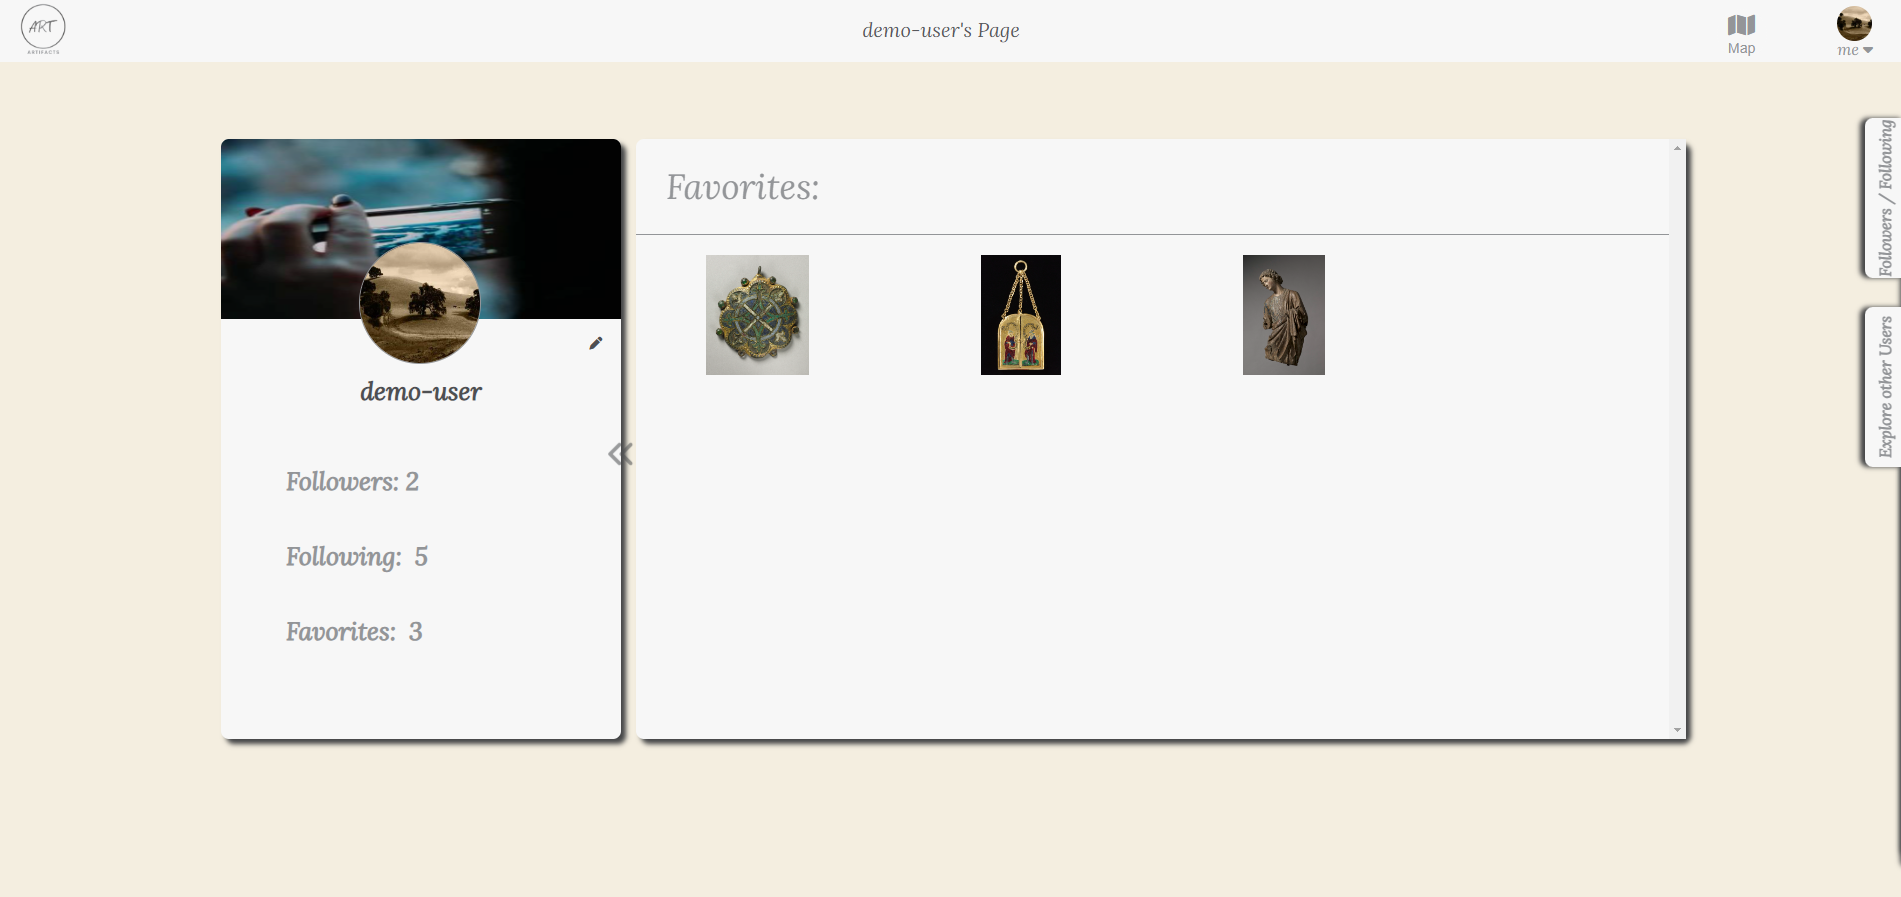 ART
ARTIFACTS
demo-user's Page
Map
me
Favorites:
demo-user
Followers: 2
Following: 5
Favorites: 3
Followers / Following
Explore other Users